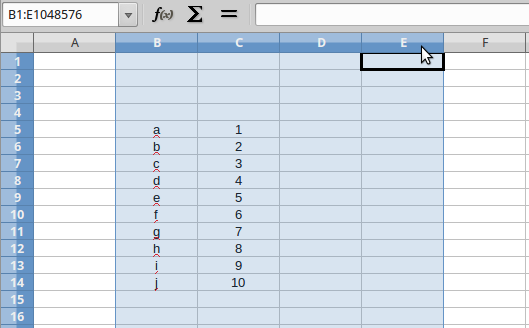 B1:E1048576 f(x) Σ =
A B C D E F
1
2
3
4
5 a 1
6 b 2
7 c 3
8 d 4
9 e 5
10 f 6
11 g 7
12 h 8
13 i 9
14 j 10
15
16